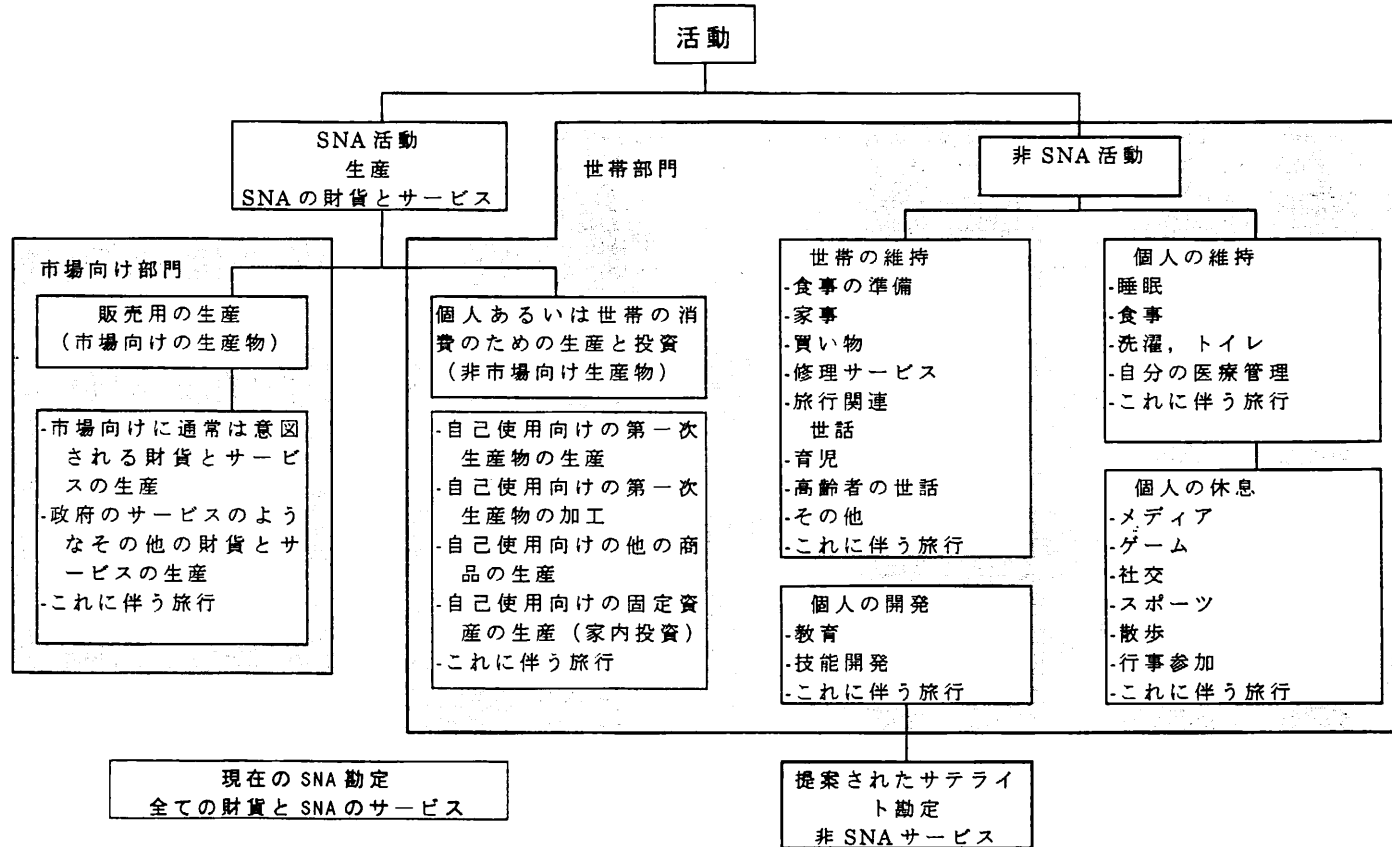 活動
SNA 活動
生産
SNA の財貨とサービス
世帯部門
非 SNA 活動
市場向け部門
販売用の生産
（市場向けの生産物）
-市場向けに通常は意図
される財貨とサービ
スの生産
-政府のサービスのよう
なその他の財貨とサ
ービスの生産
-これに伴う旅行
個人あるいは世帯の消
費のための生産と投資
（非市場向け生産物）
-自己使用向けの第一次
生産物の生産
-自己使用向けの第一次
生産物の加工
-自己使用向けの他の商
品の生産
-自己使用向けの固定資
産の生産（家内投資）
-これに伴う旅行
世帯の維持
-食事の準備
-家事
-買い物
-修理サービス
-旅行関連
世話
-育児
-高齢者の世話
-その他
-これに伴う旅行
個人の開発
-教育
-技能開発
-これに伴う旅行
個人の維持
-睡眠
-食事
-洗濯，トイレ
-自分の医療管理
-これに伴う旅行
個人の休息
-メディア
-ゲーム
-社交
-スポーツ
-散歩
-行事参加
-これに伴う旅行
現在の SNA 勘定
全ての財貨と SNA のサービス
提案されたサテライ
ト勘定
非 SNA サービス